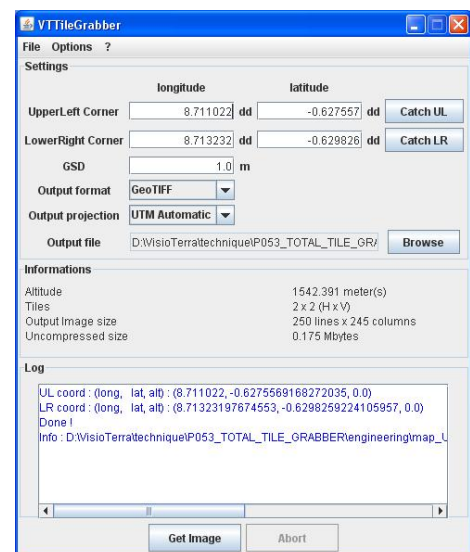 VTTileGrabber
File Options ?
Settings
longitude latitude
UpperLeft Corner 8.711022 dd -0.627557 dd Catch UL
LowerRight Corner 8.713232 dd -0.629826 dd Catch LR
GSD 1.0 m
Output format GeoTIFF
Output projection UTM Automatic
Output file D:\VisioTerra\technique\P053_TOTAL_TILE_GRA Browse
Informations
Altitude 1542.391 meter(s)
Tiles 2 x 2 (H x V)
Output Image size 250 lines x 245 columns
Uncompressed size 0.175 Mbytes
Log
UL coord : (long, lat, alt) : (8.711022, -0.6275569168272035, 0.0)
LR coord : (long, lat, alt) : (8.71323197674553, -0.6298259224105957, 0.0)
Done !
Info : D:\VisioTerra\technique\P053_TOTAL_TILE_GRABBER\engineering\map_U
Get Image Abort